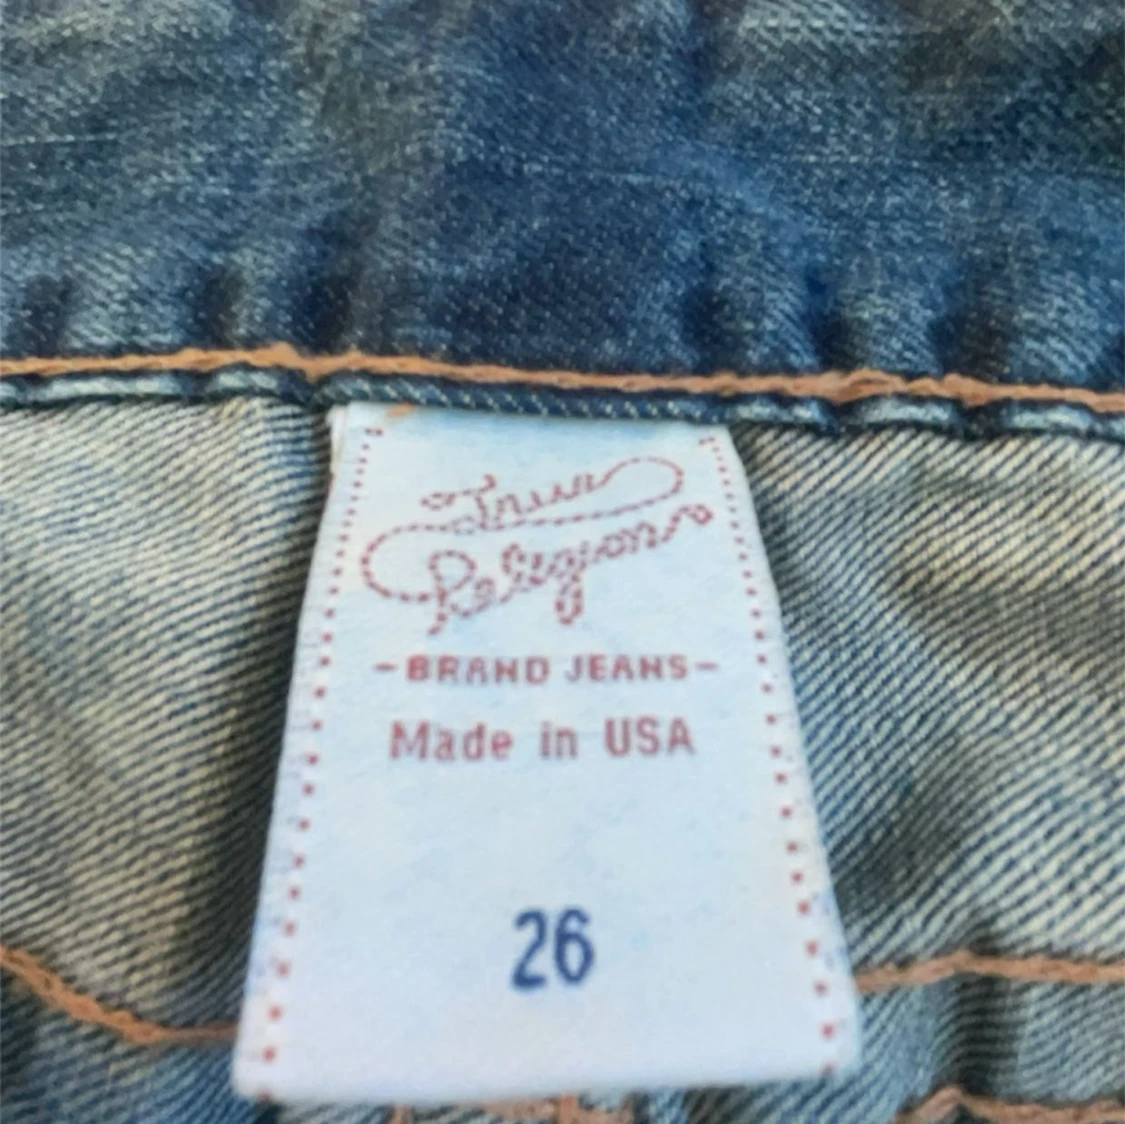 True
Religion
-BRAND JEANS-
Made in USA
26